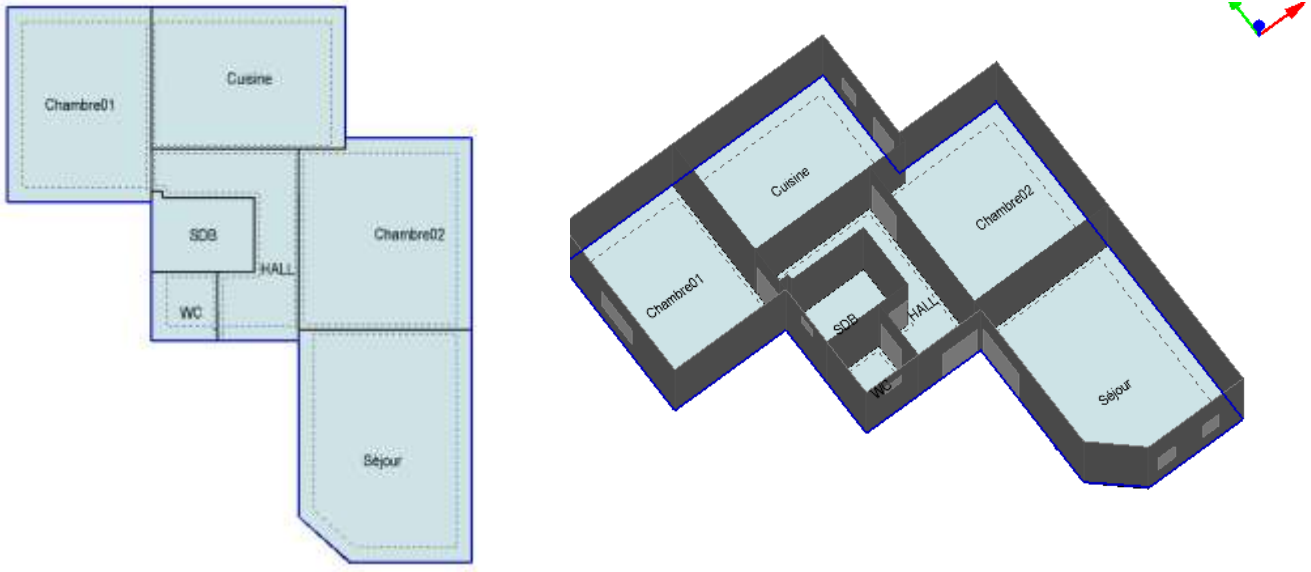 Cuisine
Chambre01
SDB
Chambre02
HALL
WC
Séjour
Cuisine
Chambre02
Chambre01
HALL
SDB
WC
Séjour